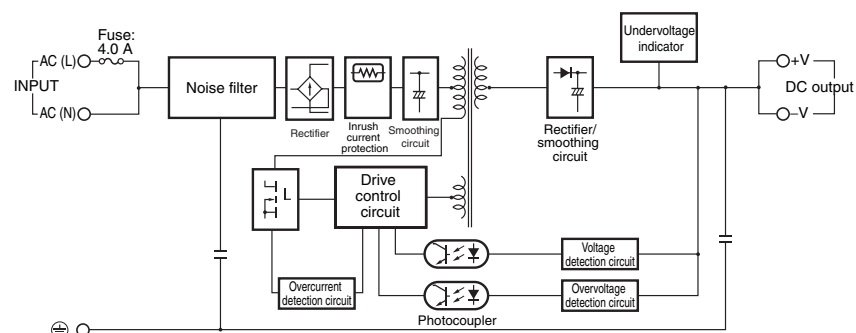 Fuse:
4.0 A
AC (L)
INPUT
AC (N)
Noise filter
Rectifier
Inrush
current
protection
Smoothing
circuit
Rectifier/
smoothing
circuit
Undervoltage
indicator
+V
DC output
–V
Drive
control
circuit
Overcurrent
detection circuit
Voltage
detection circuit
Overvoltage
detection circuit
Photocoupler